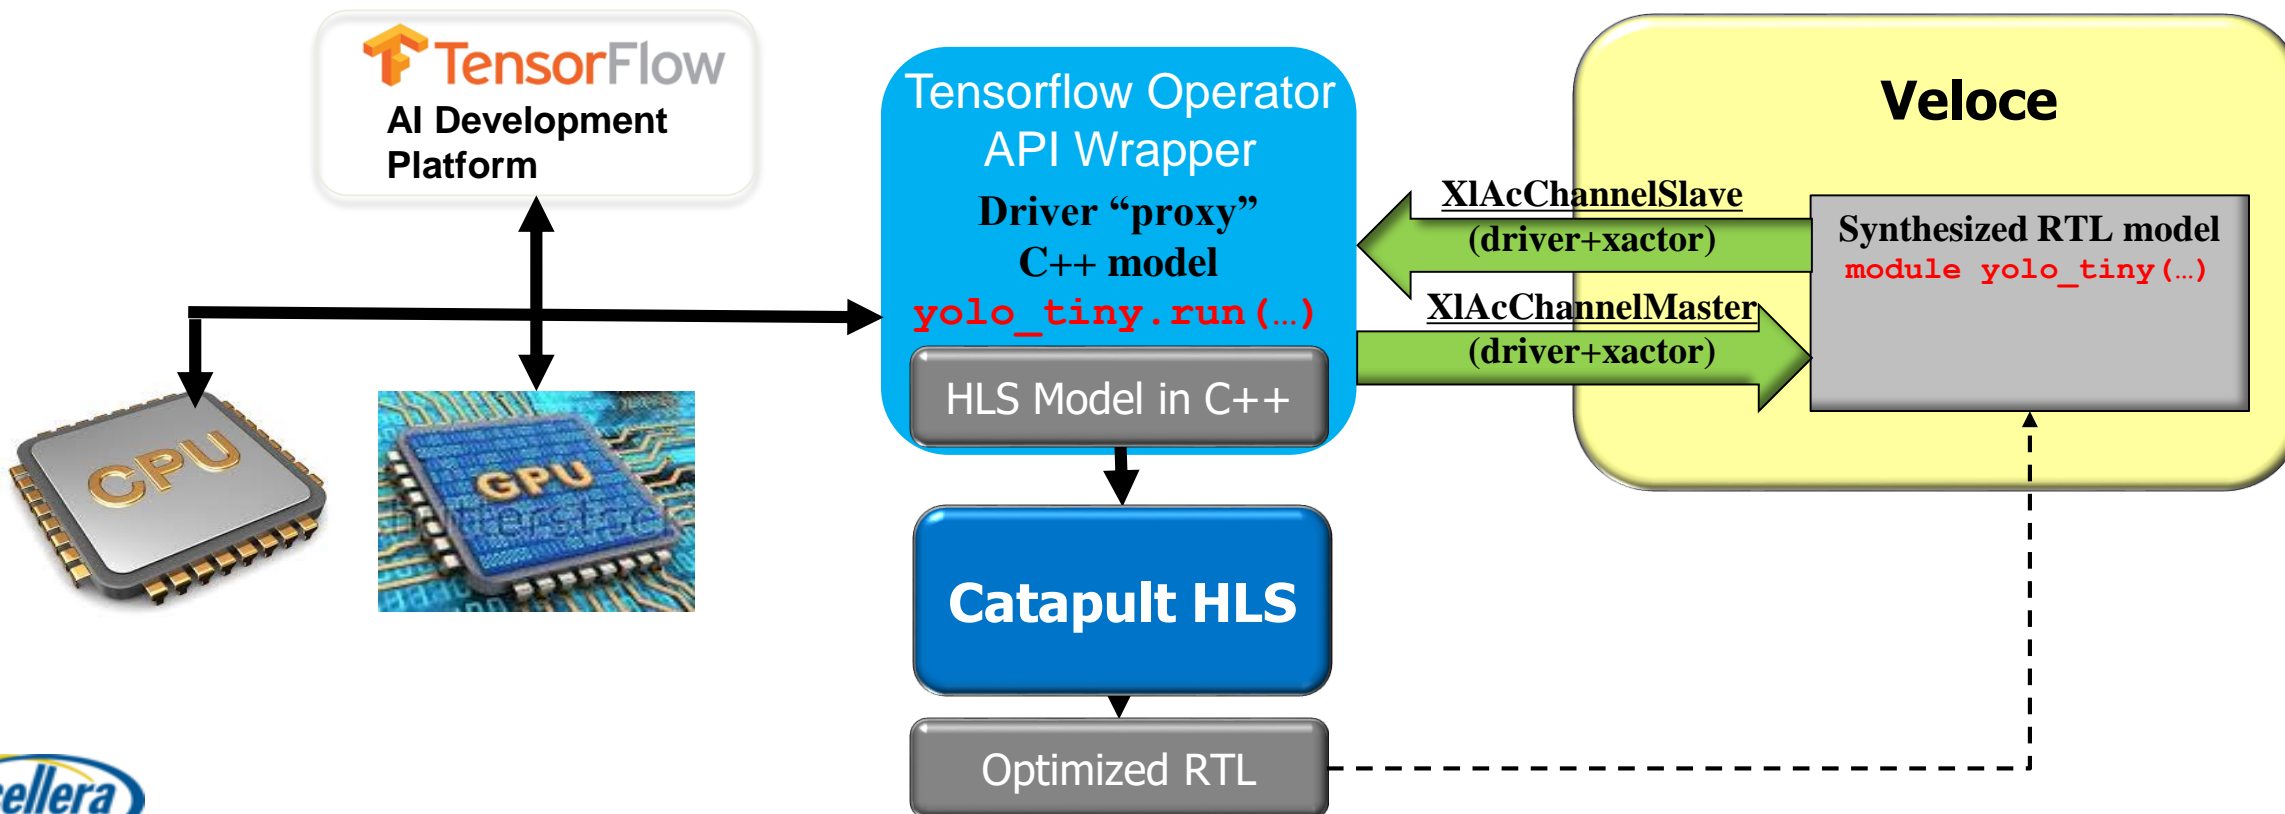 TensorFlow
AI Development
Platform
Tensorflow Operator
API Wrapper
Driver “proxy”
C++ model
yolo_tiny.run(…)
HLS Model in C++
Veloce
XlAcChannelSlave
(driver+xactor)
XlAcChannelMaster
(driver+xactor)
Synthesized RTL model
module yolo_tiny(…)
CPU
GPU
Catapult HLS
Optimized RTL
cellera